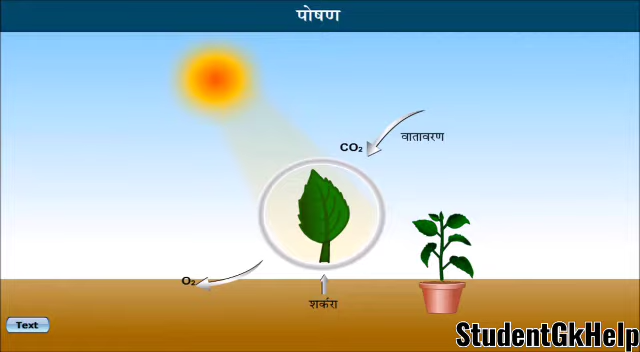 पोषण
वातावरण
CO₂
O₂
शर्करा
Text
StudentGkHelp